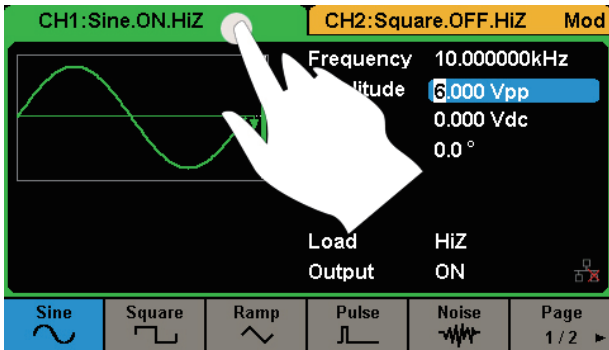 CH1:Sine.ON.HiZ
CH2:Square.OFF.HiZ Mod
Frequency 10.000000kHz
6.000 Vpp
0.000 Vdc
0.0 °
Load HiZ
Output ON
Sine Square Ramp Pulse Noise Page
1/2